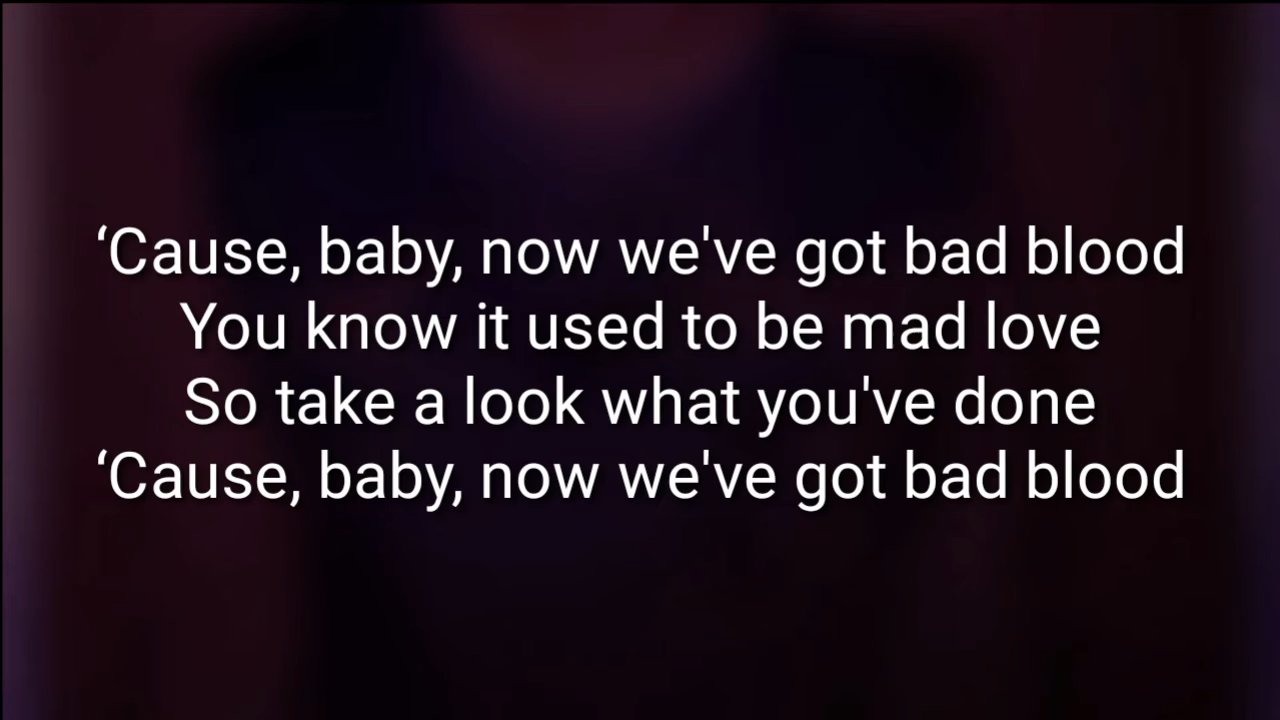 ‘Cause, baby, now we've got bad blood
You know it used to be mad love
So take a look what you've done
‘Cause, baby, now we've got bad blood